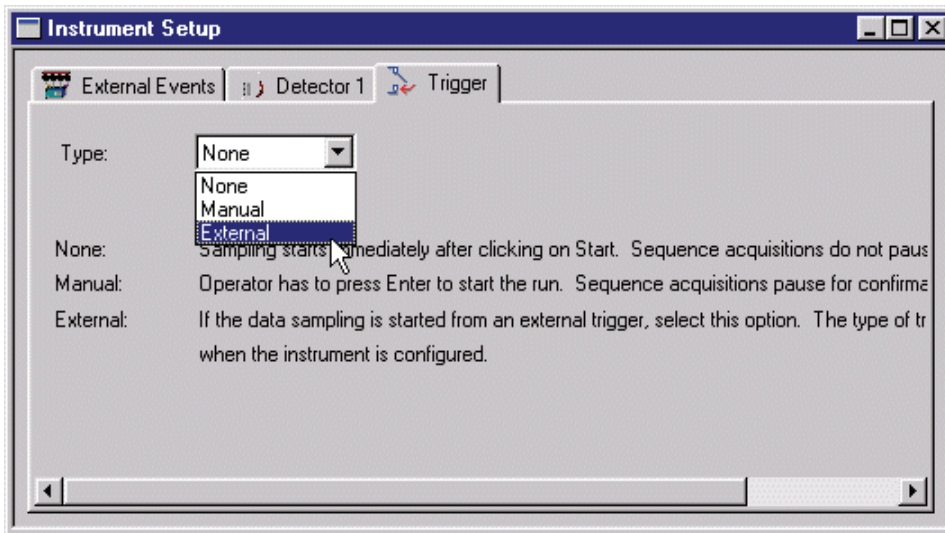 Instrument Setup
External Events Detector 1 Trigger
Type: None
None
Manual
External
None: Sampling starts immediately after clicking on Start. Sequence acquisitions do not paus
Manual: Operator has to press Enter to start the run. Sequence acquisitions pause for confirma
External: If the data sampling is started from an external trigger, select this option. The type of tr
when the instrument is configured.